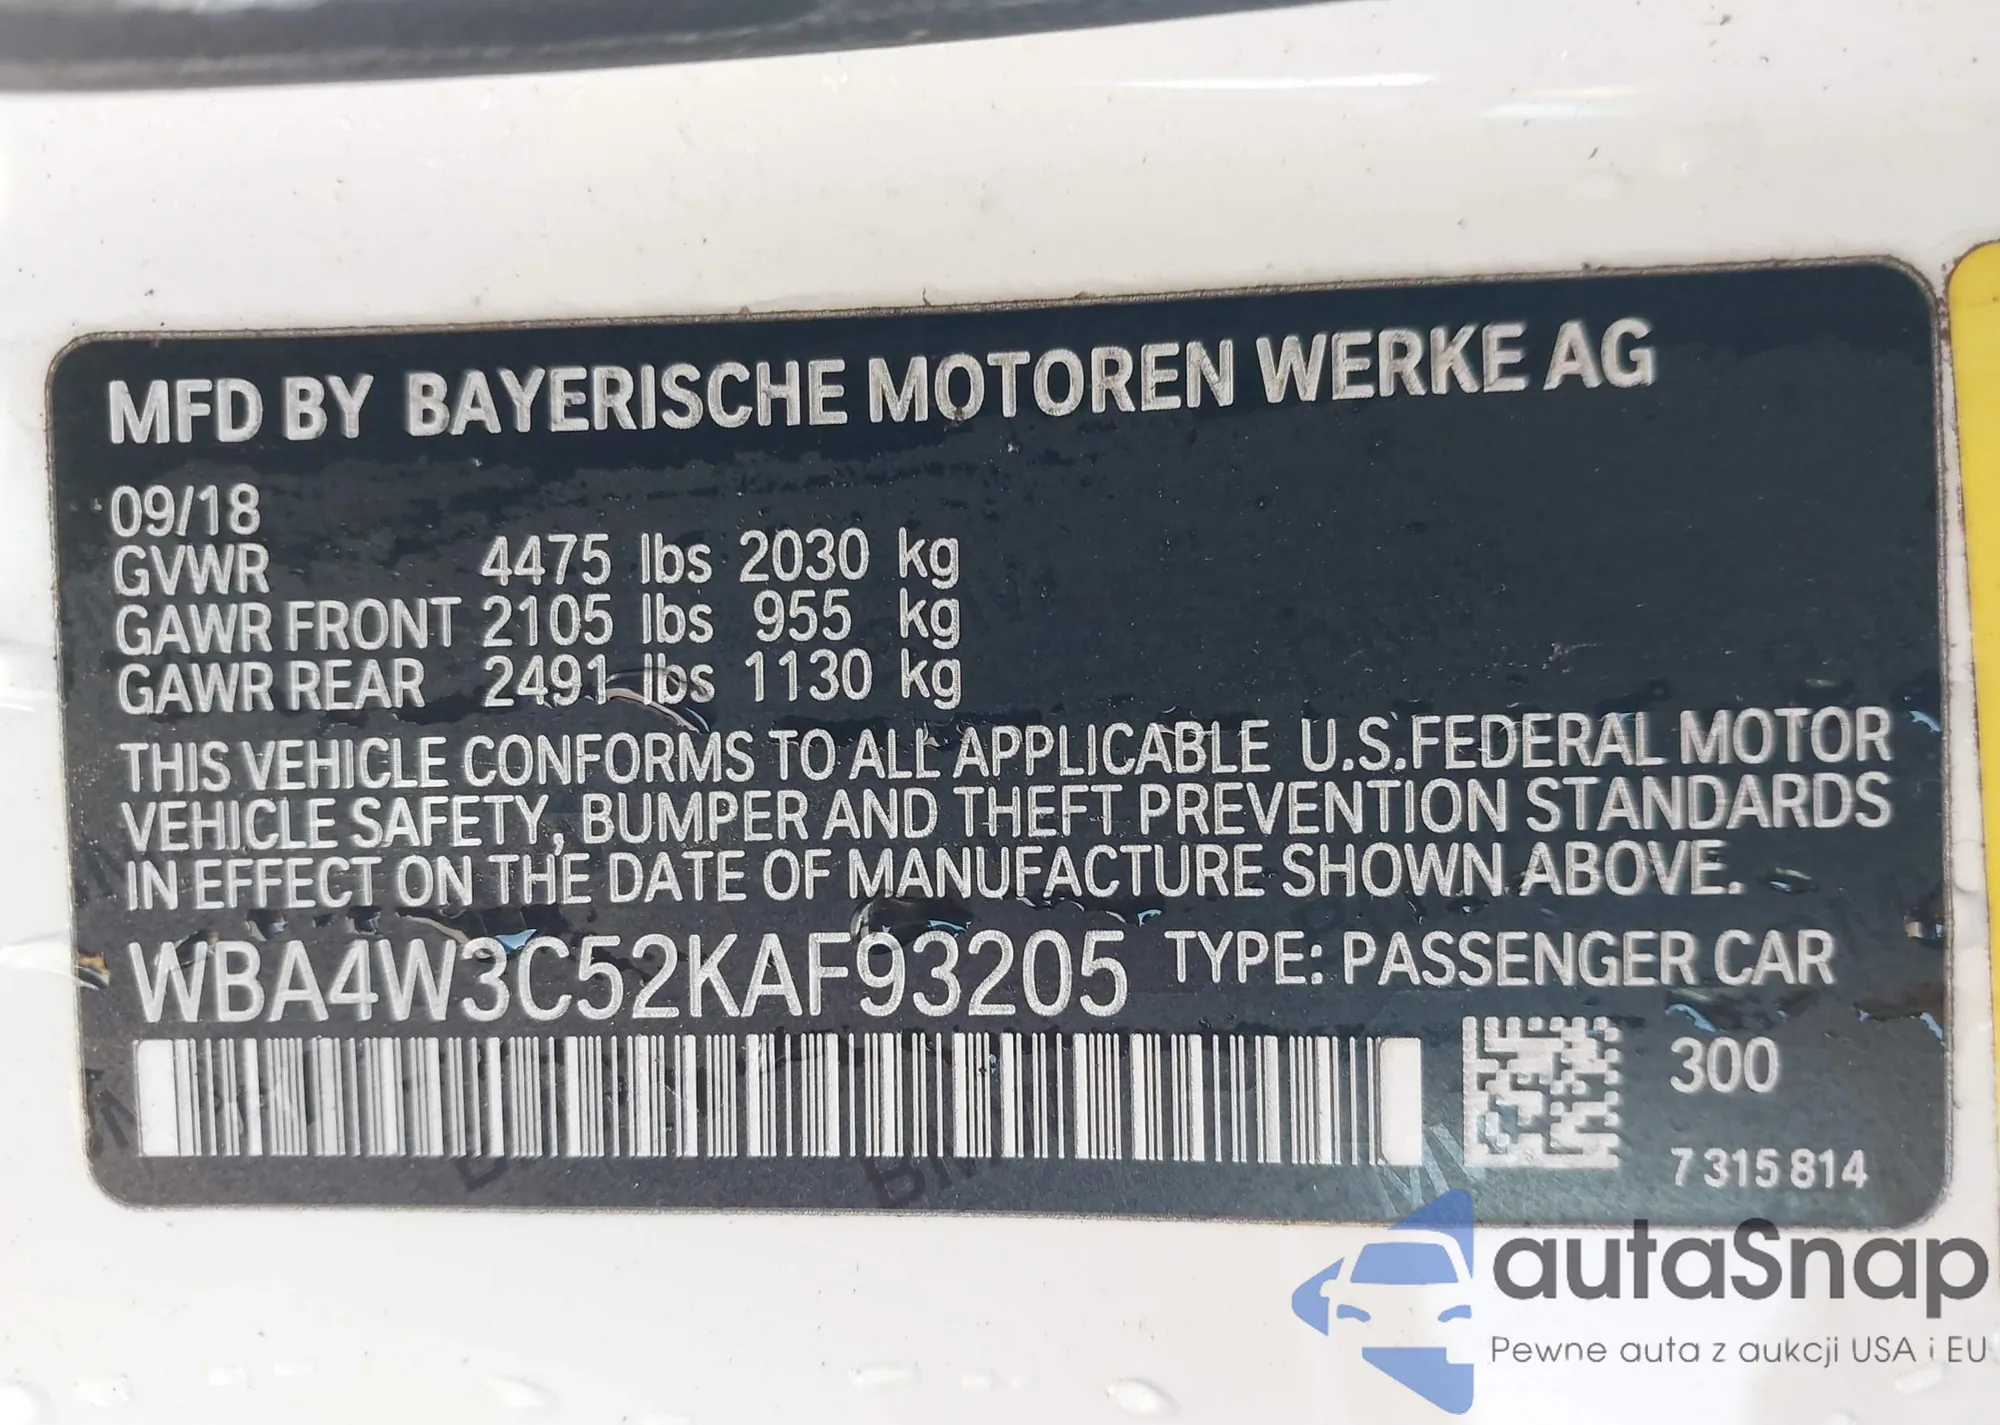 MFD BY BAYERISCHE MOTOREN WERKE AG
09/18
GVWR 4475 lbs 2030 kg
GAWR FRONT 2105 lbs 955 kg
GAWR REAR 2491 lbs 1130 kg
THIS VEHICLE CONFORMS TO ALL APPLICABLE U.S.FEDERAL MOTOR
VEHICLE SAFETY, BUMPER AND THEFT PREVENTION STANDARDS
IN EFFECT ON THE DATE OF MANUFACTURE SHOWN ABOVE.
WBA4W3C52KAF93205 TYPE: PASSENGER CAR
300
7 315 814
autaSnap
Pewne auta z aukcji USA i EU